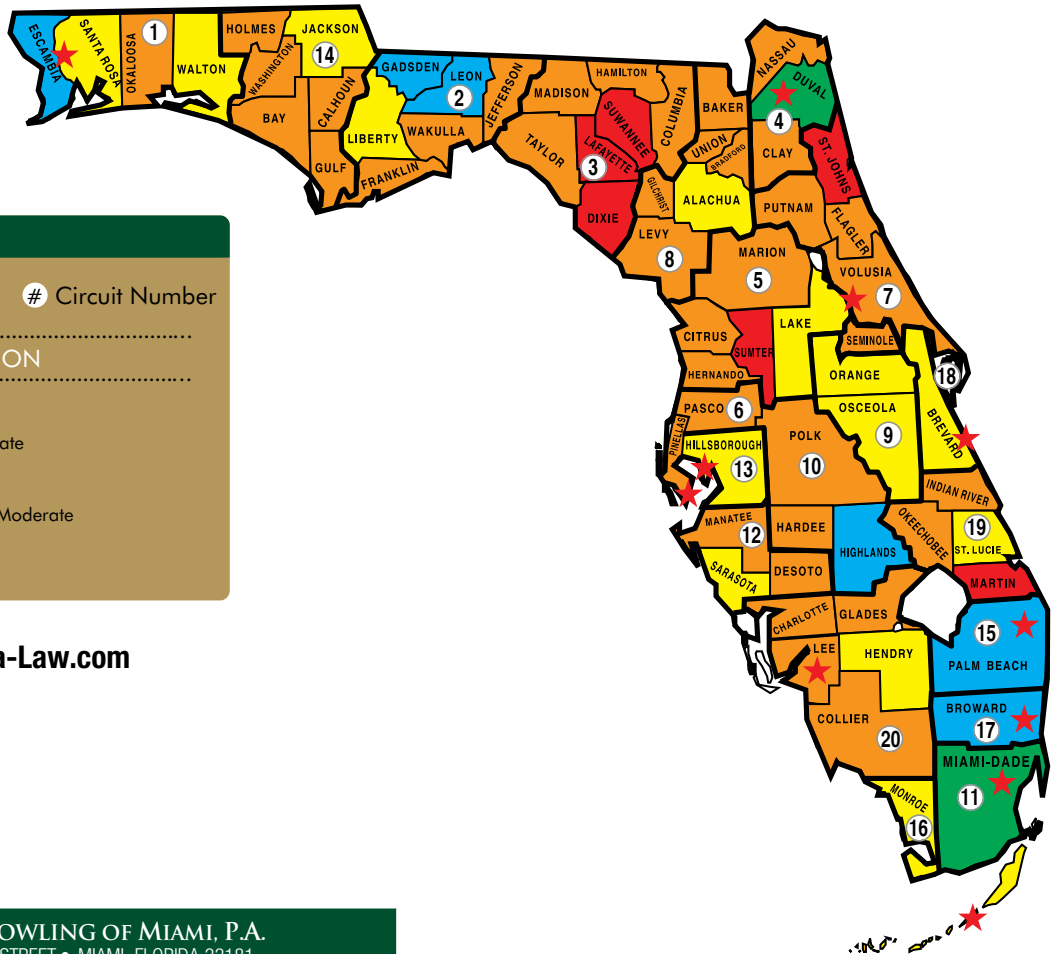 ESCAMBIA
SANTA ROSA
OKALOOSA
1
WALTON
HOLMES
WASHINGTON
JACKSON
14
BAY
CALHOUN
GULF
GADSDEN
LEON
2
LIBERTY
WAKULLA
FRANKLIN
JEFFERSON
MADISON
TAYLOR
HAMILTON
SUWANNEE
LAFAYETTE
3
DIXIE
COLUMBIA
BAKER
UNION
BRADFORD
NASSAU
DUVAL
4
CLAY
ST. JOHNS
GILCHRIST
ALACHUA
PUTNAM
FLAGLER
LEVY
8
MARION
5
VOLUSIA
7
# Circuit Number
ON
ate
Moderate
a-Law.com
CITRUS
SUMTER
LAKE
SEMINOLE
HERNANDO
ORANGE
18
PASCO
6
OSCEOLA
9
BREVARD
PINELLAS
HILLSBOROUGH
13
POLK
10
INDIAN RIVER
MANATEE
12
HARDEE
HIGHLANDS
OKEECHOBEE
19
ST. LUCIE
SARASOTA
DESOTO
MARTIN
CHARLOTTE
GLADES
15
PALM BEACH
LEE
HENDRY
COLLIER
20
BROWARD
17
MIAMI-DADE
11
MONROE
16
OWLING OF MIAMI, P.A.